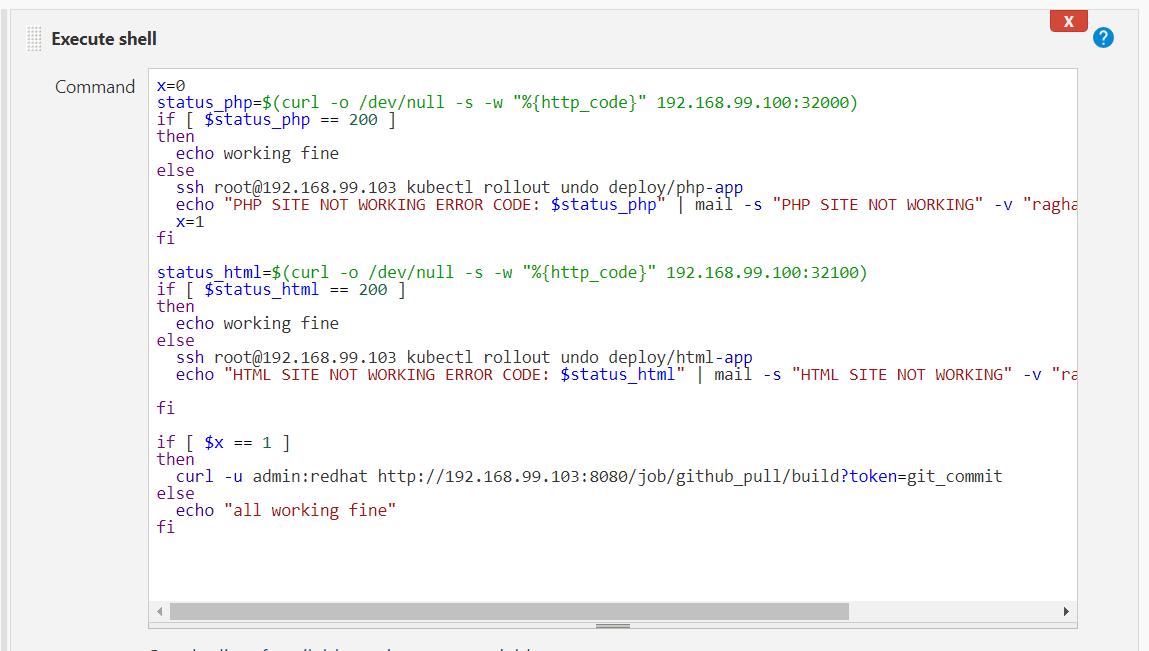 X
Execute shell
?
Command
x=0
status_php=$(curl -o /dev/null -s -w "%{http_code}" 192.168.99.100:32000)
if [ $status_php == 200 ]
then
  echo working fine
else
  ssh root@192.168.99.103 kubectl rollout undo deploy/php-app
  echo "PHP SITE NOT WORKING ERROR CODE: $status_php" | mail -s "PHP SITE NOT WORKING" -v "ragha
  x=1
fi
status_html=$(curl -o /dev/null -s -w "%{http_code}" 192.168.99.100:32100)
if [ $status_html == 200 ]
then
  echo working fine
else
  ssh root@192.168.99.103 kubectl rollout undo deploy/html-app
  echo "HTML SITE NOT WORKING ERROR CODE: $status_html" | mail -s "HTML SITE NOT WORKING" -v "ra
fi
if [ $x == 1 ]
then
  curl -u admin:redhat http://192.168.99.103:8080/job/github_pull/build?token=git_commit
else
  echo "all working fine"
fi